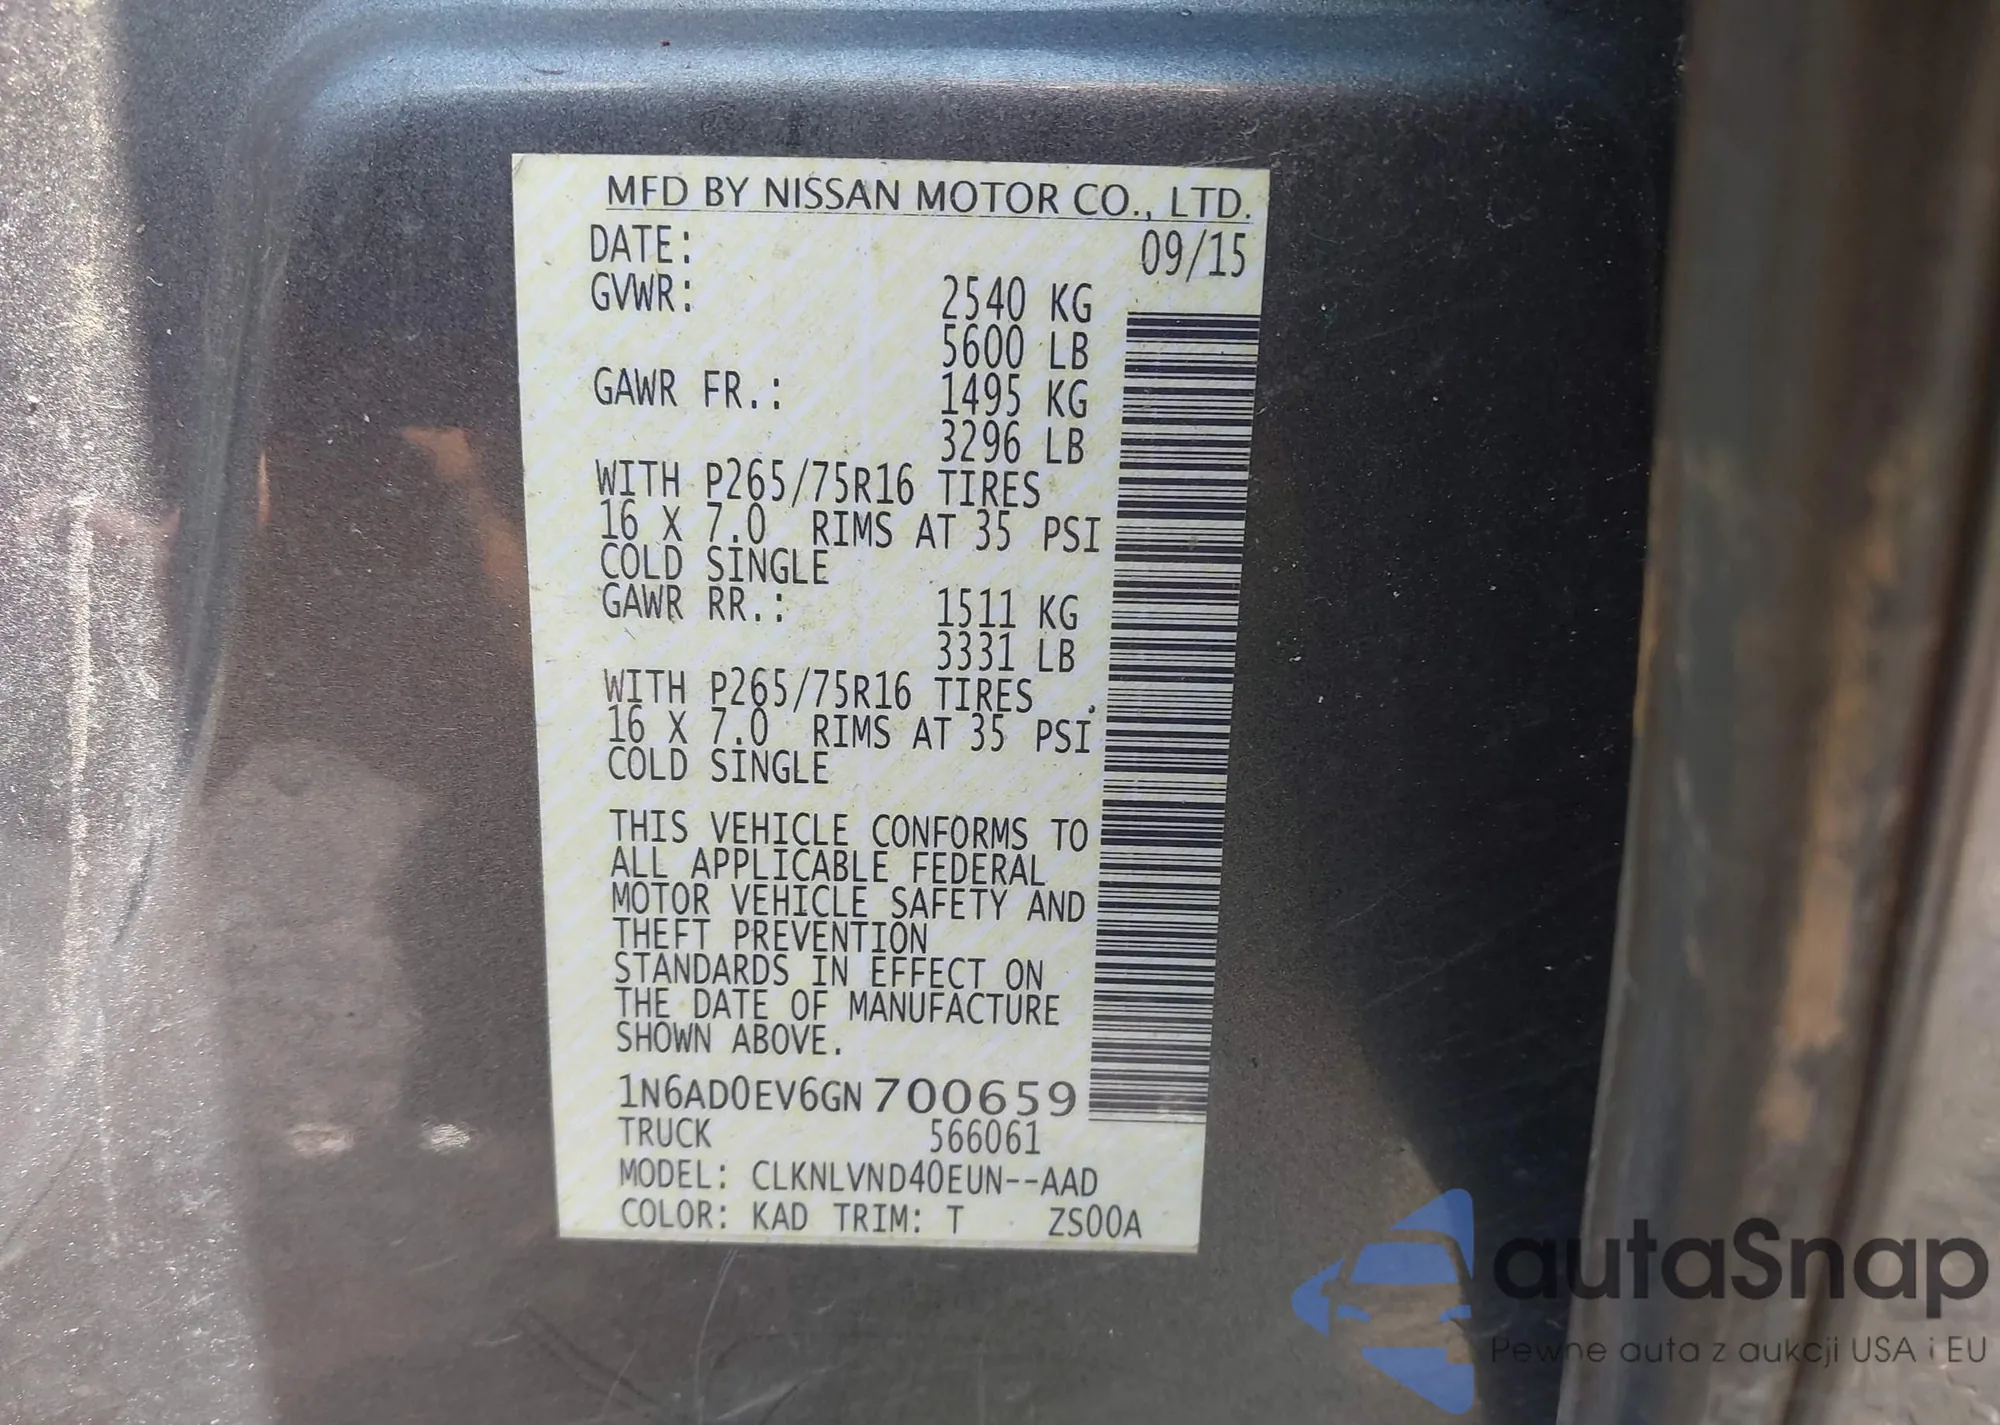 MFD BY NISSAN MOTOR CO., LTD.
DATE: 09/15
GVWR: 2540 KG
5600 LB
GAWR FR.: 1495 KG
3296 LB
WITH P265/75R16 TIRES
16 X 7.0 RIMS AT 35 PSI
COLD SINGLE
GAWR RR.: 1511 KG
3331 LB
WITH P265/75R16 TIRES
16 X 7.0 RIMS AT 35 PSI
COLD SINGLE
THIS VEHICLE CONFORMS TO
ALL APPLICABLE FEDERAL
MOTOR VEHICLE SAFETY AND
THEFT PREVENTION
STANDARDS IN EFFECT ON
THE DATE OF MANUFACTURE
SHOWN ABOVE.
1N6AD0EV6GN700659
TRUCK 566061
MODEL: CLKNLVND40EUN--AAD
COLOR: KAD TRIM: T ZS00A
autaSnap
Pewne auta z aukcji USA i EU